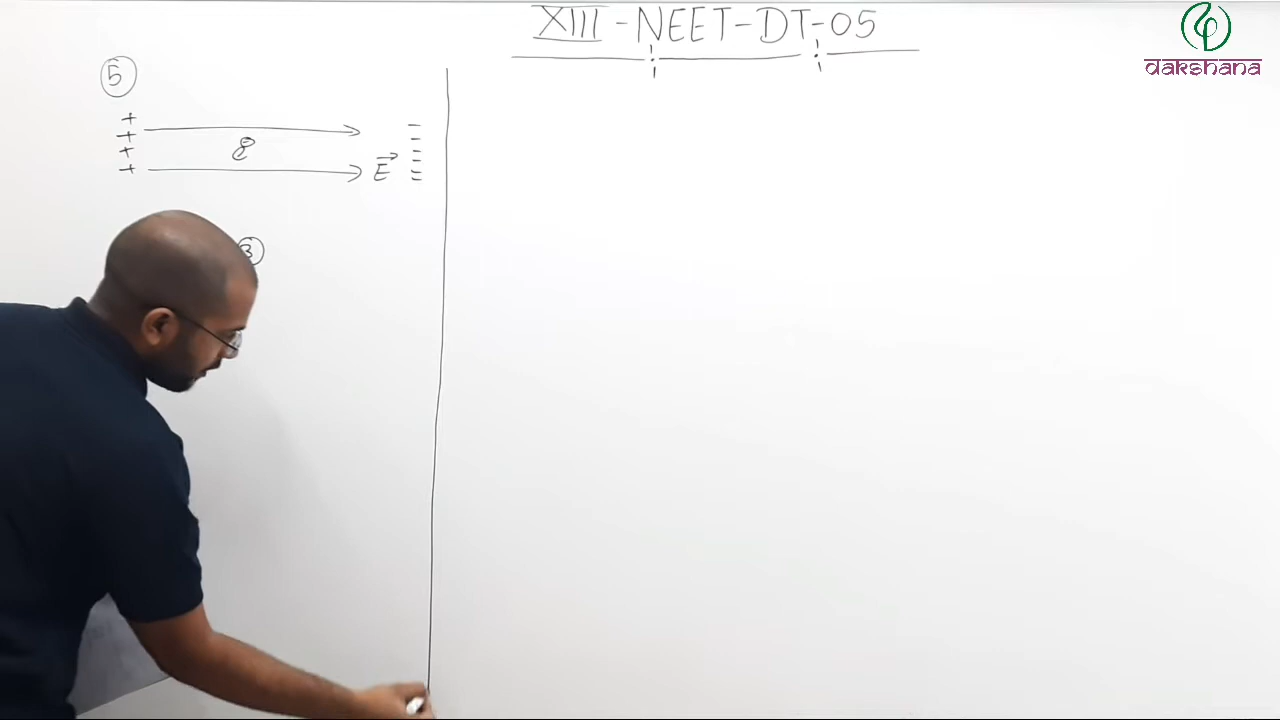 XIII - NEET - DT - 05
dakshana
5
+
+
+
+
E
3